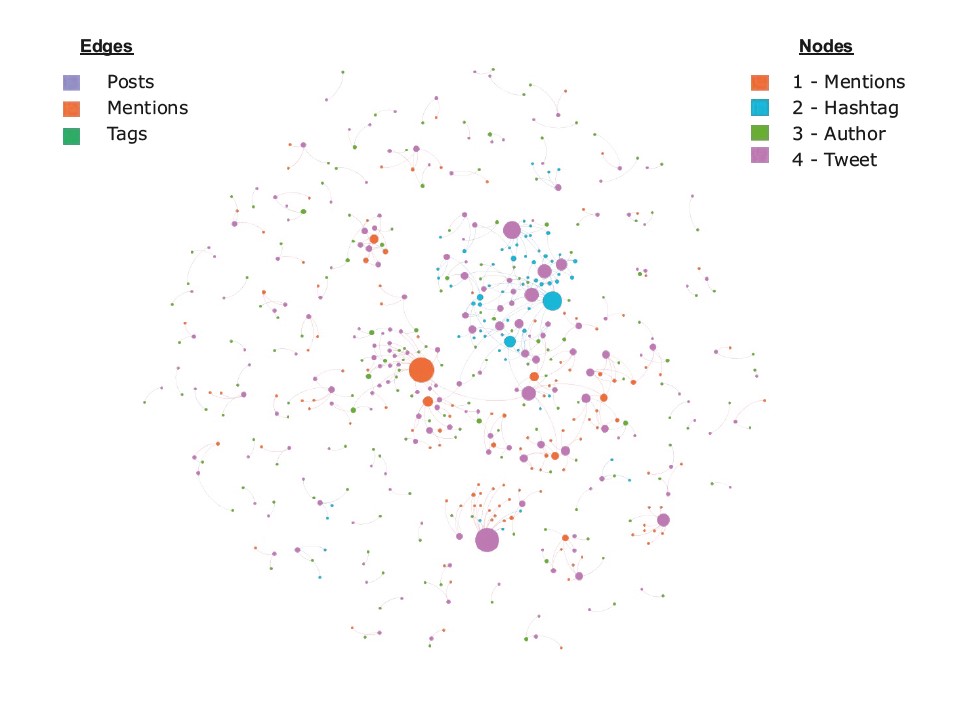 Edges
Posts
Mentions
Tags
Nodes
1 - Mentions
2 - Hashtag
3 - Author
4 - Tweet